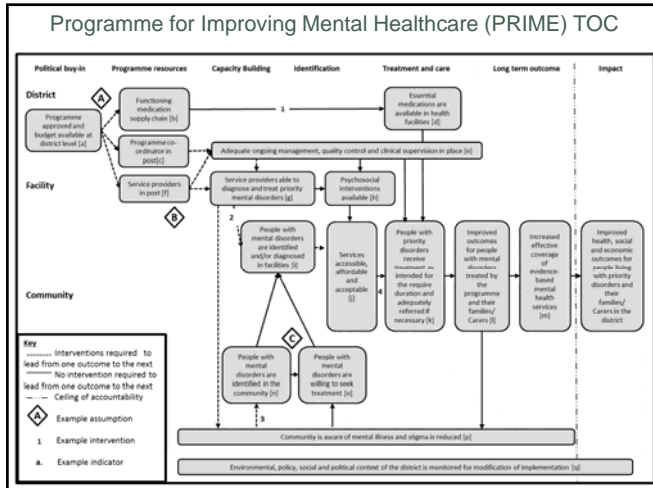 Programme for Improving Mental Healthcare (PRIME) TOC
Political buy-in
Programme resources
Capacity Building
Identification
Treatment and care
Long term outcome
Impact
District
A
Programme
approved and
budget available at
district level [a]
Functioning
medication
supply chain [b]
1
Essential
medications are
available in health
facilities [d]
Programme co-
ordinator in
post[c]
Adequate ongoing management, quality control and clinical supervision in place [e]
Facility
Service providers
in post [f]
B
Service providers able to
diagnose and treat priority
mental disorders [g]
Psychosocial
interventions
available [h]
2
People with
mental disorders
are identified
and/or diagnosed
in facilities [i]
Services
accessible,
affordable and
acceptable
[j]
4
People with
priority
disorders
receive
treatment as
intended for
the require
duration and
adequately
referred if
necessary [k]
Improved
outcomes for
people with
mental
disorders
treated by
the
programme
and their
families/
Carers [l]
Increased
effective
coverage
of
evidence-
based
mental
health
services
[m]
Improved
health, social
and economic
outcomes for
people living
with priority
disorders and
their
families/
Carers in the
district
Community
C
People with
mental
disorders are
identified in the
community [n]
People with
mental
disorders are
willing to seek
treatment [o]
3
Community is aware of mental illness and stigma is reduced [p]
Environmental, policy, social and political context of the district is monitored for modification of implementation [q]
Key
Interventions required to
lead from one outcome to the next
No intervention required to
lead from one outcome to the next
Ceiling of accountability
A Example assumption
1 Example intervention
a. Example indicator